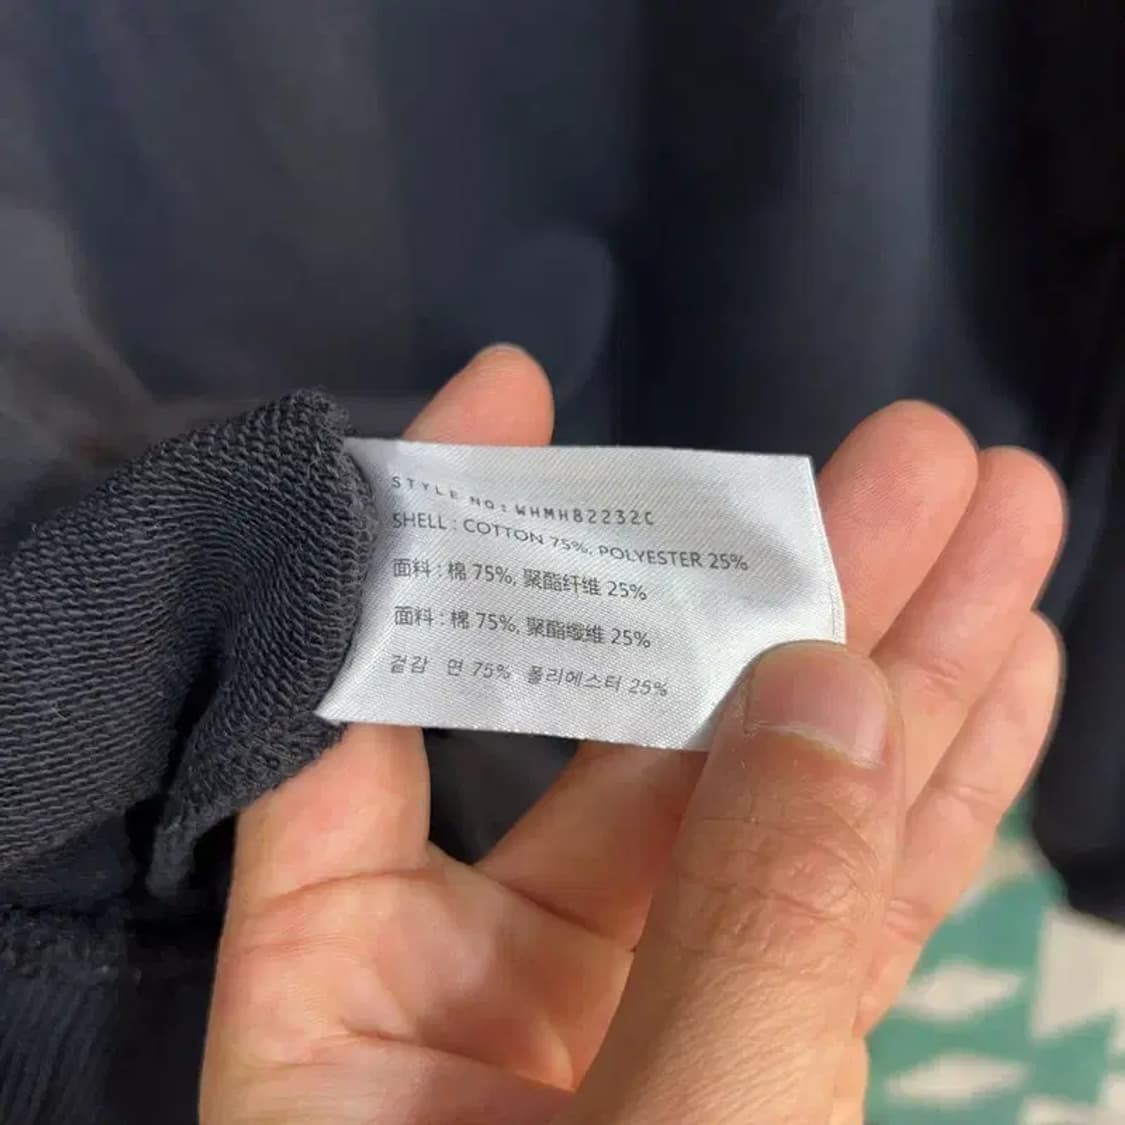 STYLE NO: WHMH82232C
SHELL : COTTON 75%, POLYESTER 25%
面料 : 棉 75%, 聚酯纤维 25%
面料 : 棉 75%, 聚酯纖维 25%
겉감 면 75% 폴리에스터 25%